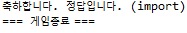 축하합니다. 정답입니다. (import)
=== 게임종료 ===